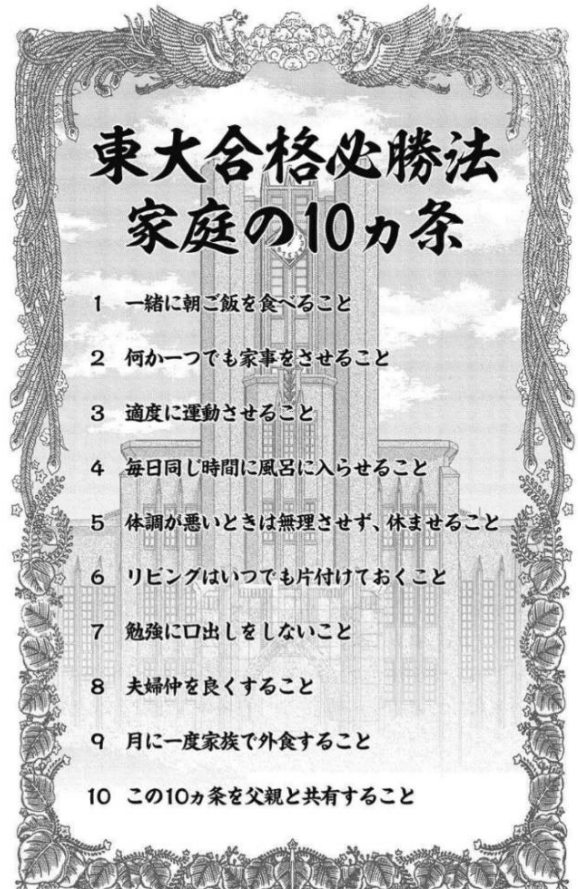 東大合格必勝法
家庭の10ヵ条
1 一緒に朝ご飯を食べること
2 何か一つでも家事をさせること
3 適度に運動させること
4 毎日同じ時間に風呂に入らせること
5 体調が悪いときは無理させず、休ませること
6 リビングはいつでも片付けておくこと
7 勉強に口出しをしないこと
8 夫婦仲を良くすること
9 月に一度家族で外食すること
10 この10ヵ条を父親と共有すること